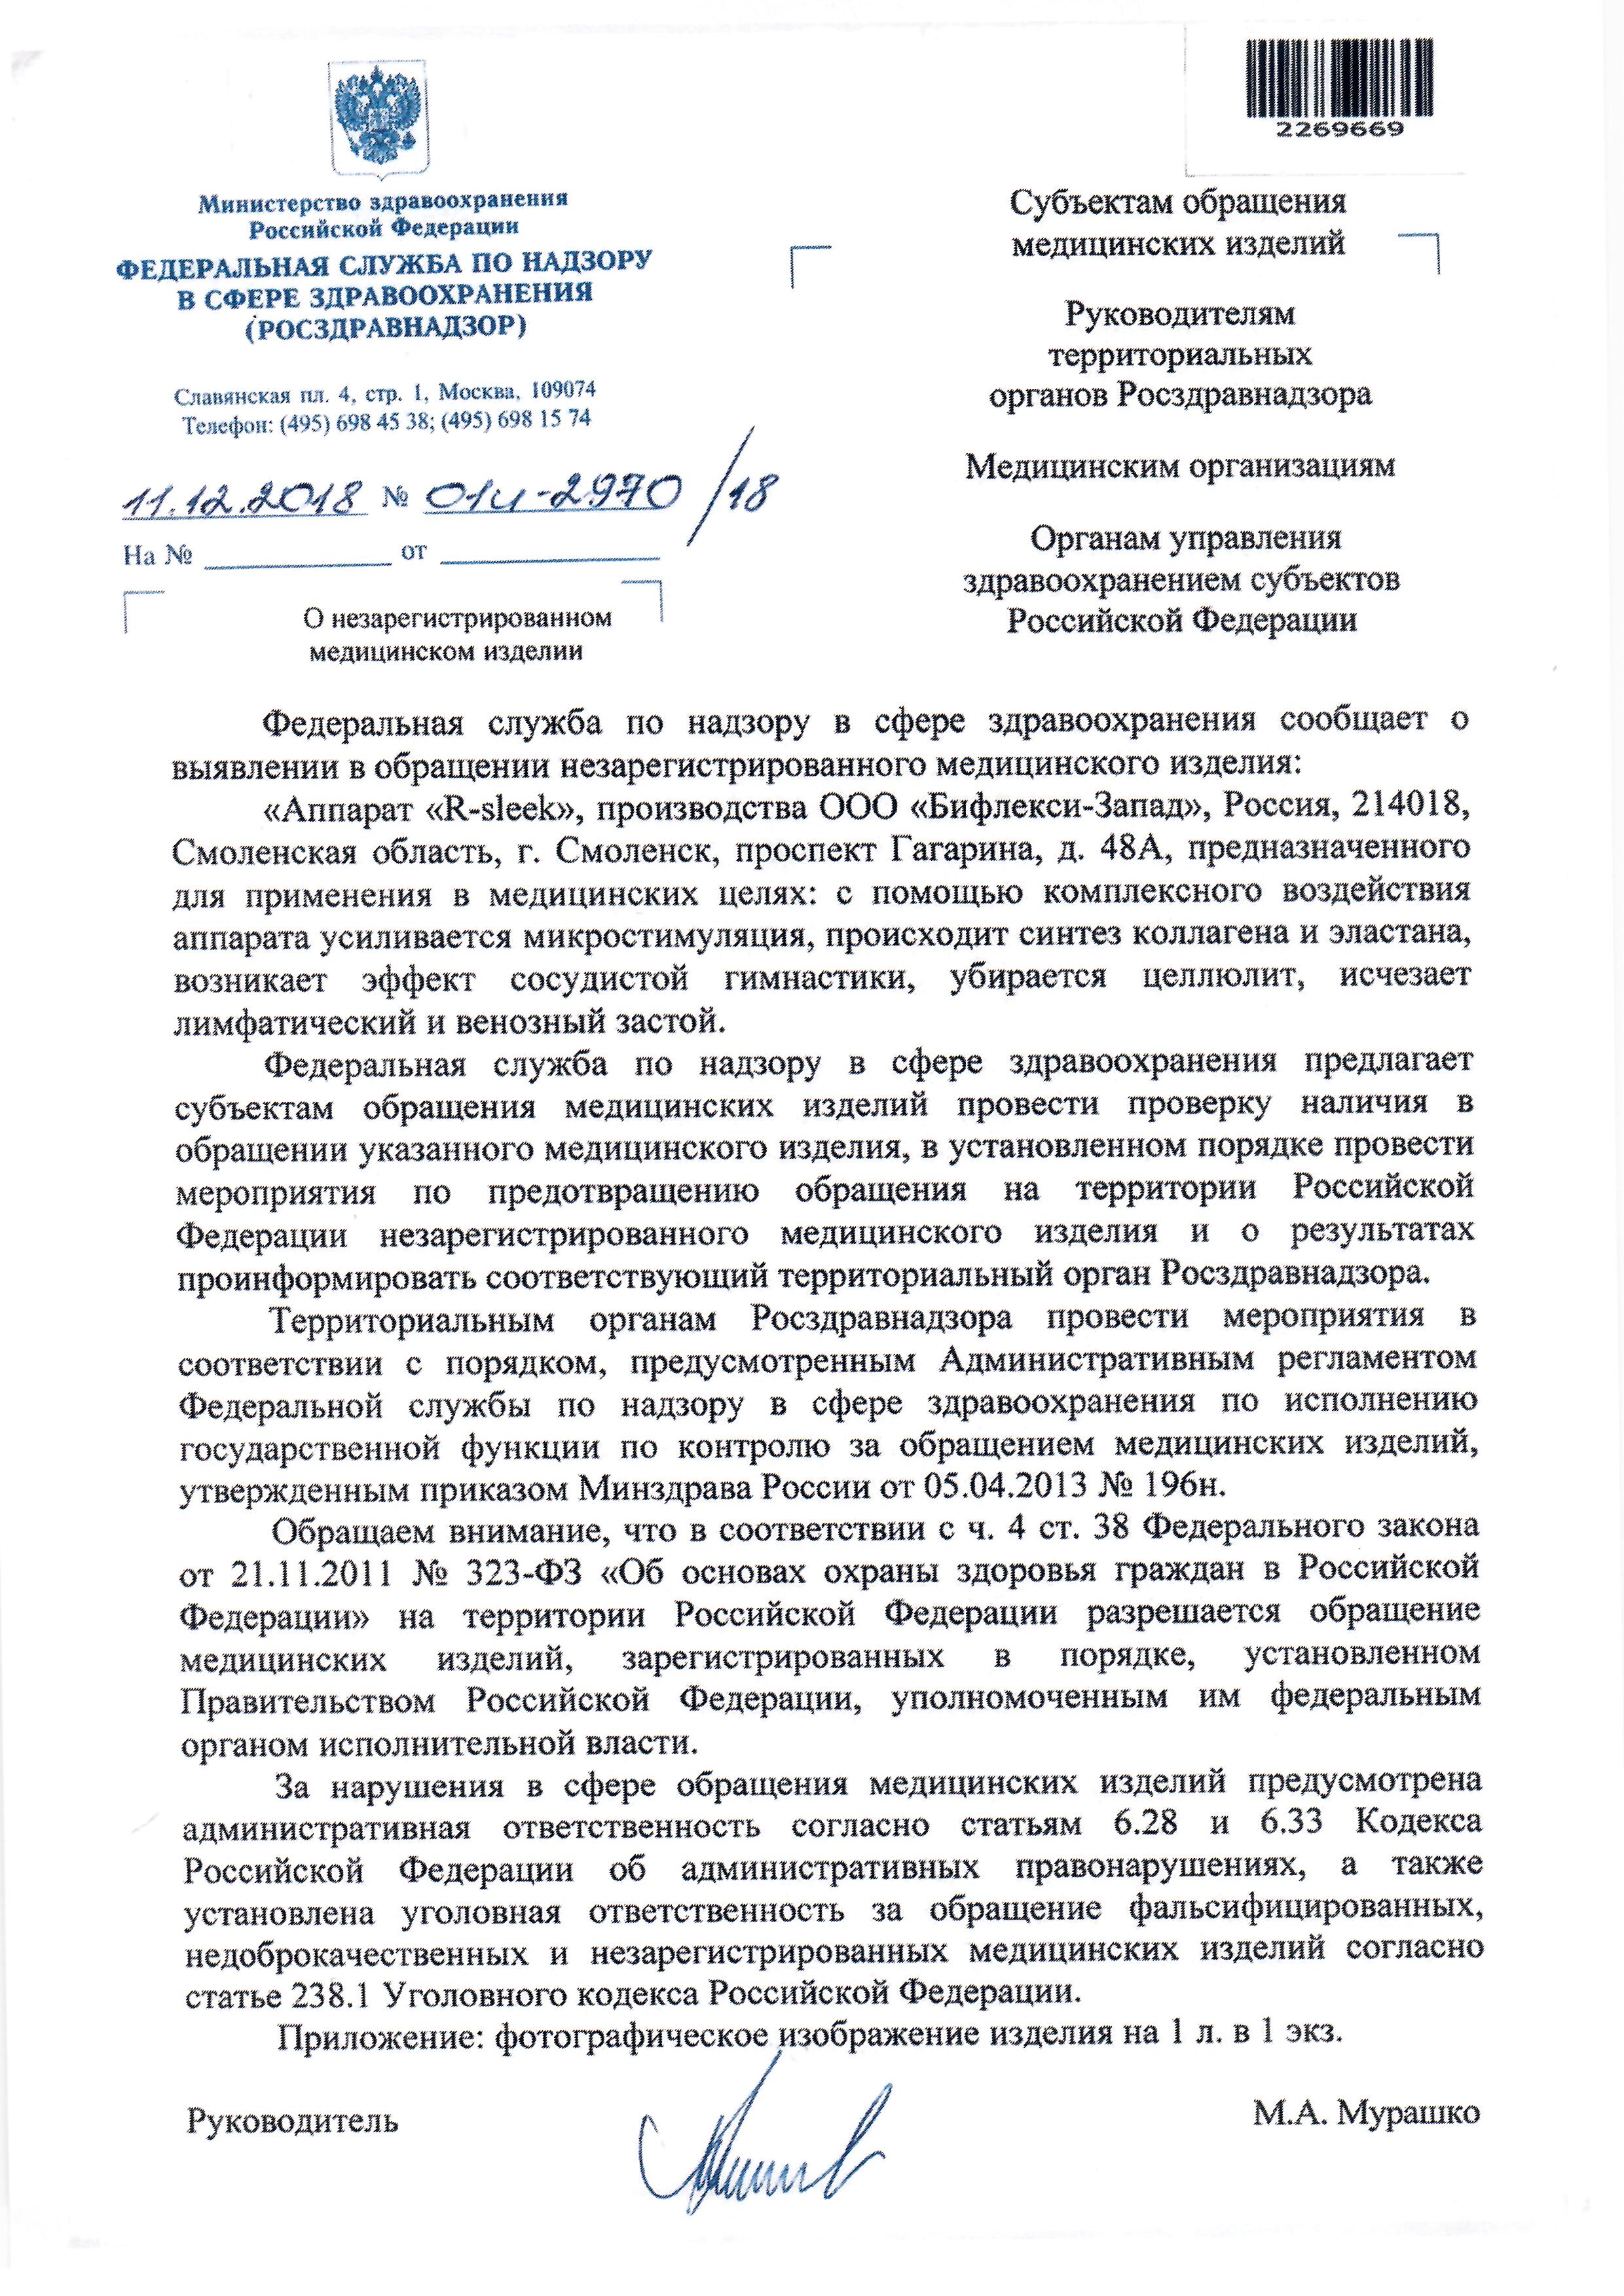 2269669
Министерство здравоохранения
Российской Федерации
ФЕДЕРАЛЬНАЯ СЛУЖБА ПО НАДЗОРУ
В СФЕРЕ ЗДРАВООХРАНЕНИЯ
(РОСЗДРАВНАДЗОР)
Славянская пл. 4, стр. 1, Москва, 109074
Телефон: (495) 698 45 38; (495) 698 15 74
11.12.2018 № 01и-2970/18
На № ____________ от ____________
О незарегистрированном
медицинском изделии
Субъектам обращения
медицинских изделий
Руководителям
территориальных
органов Росздравнадзора
Медицинским организациям
Органам управления
здравоохранением субъектов
Российской Федерации
Федеральная служба по надзору в сфере здравоохранения сообщает о
выявлении в обращении незарегистрированного медицинского изделия:
«Аппарат «R-sleek», производства ООО «Бифлекси-Запад», Россия, 214018,
Смоленская область, г. Смоленск, проспект Гагарина, д. 48А, предназначенного
для применения в медицинских целях: с помощью комплексного воздействия
аппарата усиливается микростимуляция, происходит синтез коллагена и эластана,
возникает эффект сосудистой гимнастики, убирается целлюлит, исчезает
лимфатический и венозный застой.
Федеральная служба по надзору в сфере здравоохранения предлагает
субъектам обращения медицинских изделий провести проверку наличия в
обращении указанного медицинского изделия, в установленном порядке провести
мероприятия по предотвращению обращения на территории Российской
Федерации незарегистрированного медицинского изделия и о результатах
проинформировать соответствующий территориальный орган Росздравнадзора.
Территориальным органам Росздравнадзора провести мероприятия в
соответствии с порядком, предусмотренным Административным регламентом
Федеральной службы по надзору в сфере здравоохранения по исполнению
государственной функции по контролю за обращением медицинских изделий,
утвержденным приказом Минздрава России от 05.04.2013 № 196н.
Обращаем внимание, что в соответствии с ч. 4 ст. 38 Федерального закона
от 21.11.2011 № 323-ФЗ «Об основах охраны здоровья граждан в Российской
Федерации» на территории Российской Федерации разрешается обращение
медицинских изделий, зарегистрированных в порядке, установленном
Правительством Российской Федерации, уполномоченным им федеральным
органом исполнительной власти.
За нарушения в сфере обращения медицинских изделий предусмотрена
административная ответственность согласно статьям 6.28 и 6.33 Кодекса
Российской Федерации об административных правонарушениях, а также
установлена уголовная ответственность за обращение фальсифицированных,
недоброкачественных и незарегистрированных медицинских изделий согласно
статье 238.1 Уголовного кодекса Российской Федерации.
Приложение: фотографическое изображение изделия на 1 л. в 1 экз.
Руководитель
М.А. Мурашко